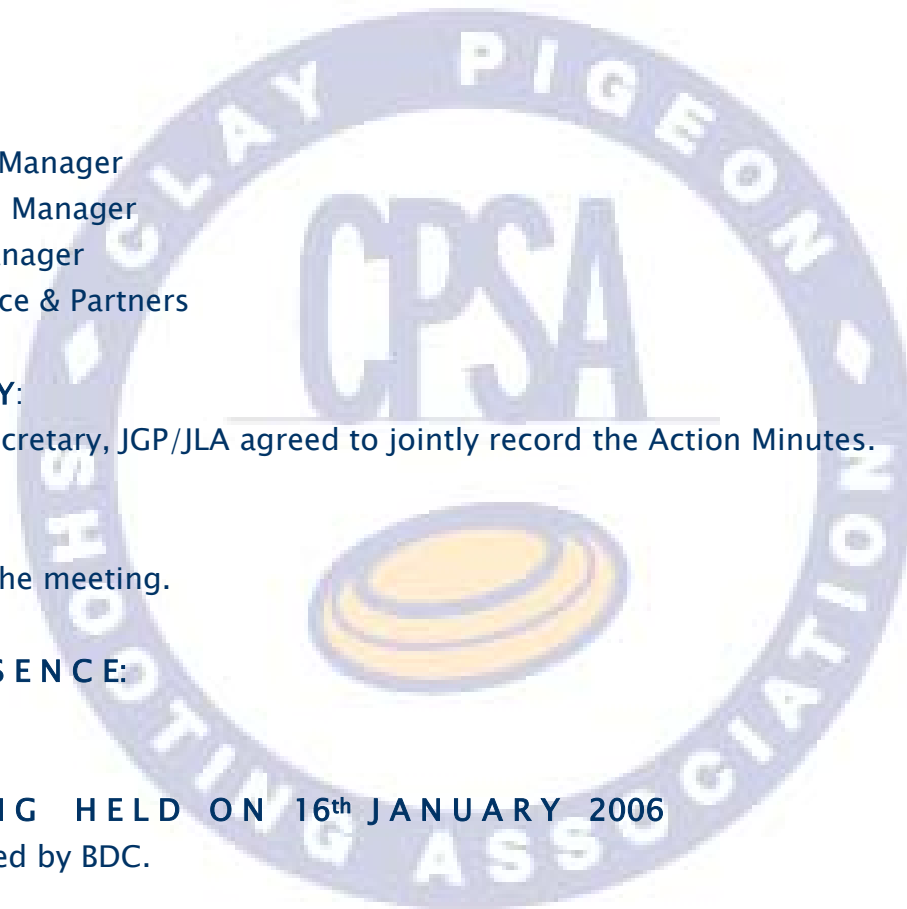 CLAY PIGEON
SHOOTING ASSOCIATION
CPSA
Manager
Manager
nager
ce & Partners
Y:
cretary, JGP/JLA agreed to jointly record the Action Minutes.
he meeting.
S E N C E:
N G H E L D O N 16th J A N U A R Y 2006
ed by BDC.